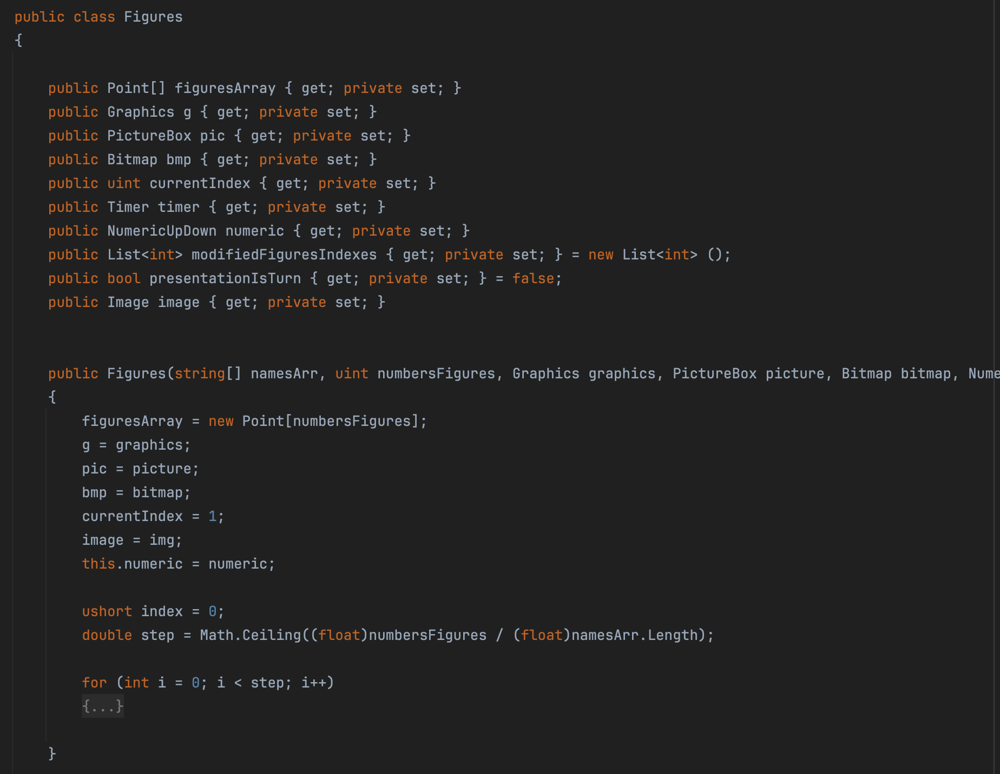 public class Figures
{
public Point[] figuresArray { get; private set; }
public Graphics g { get; private set; }
public PictureBox pic { get; private set; }
public Bitmap bmp { get; private set; }
public uint currentIndex { get; private set; }
public Timer timer { get; private set; }
public NumericUpDown numeric { get; private set; }
public List<int> modifiedFiguresIndexes { get; private set; } = new List<int> ();
public bool presentationIsTurn { get; private set; } = false;
public Image image { get; private set; }
public Figures(string[] namesArr, uint numbersFigures, Graphics graphics, PictureBox picture, Bitmap bitmap, Nume
{
figuresArray = new Point[numbersFigures];
g = graphics;
pic = picture;
bmp = bitmap;
currentIndex = 1;
image = img;
this.numeric = numeric;
ushort index = 0;
double step = Math.Ceiling((float)numbersFigures / (float)namesArr.Length);
for (int i = 0; i < step; i++)
{...}
}